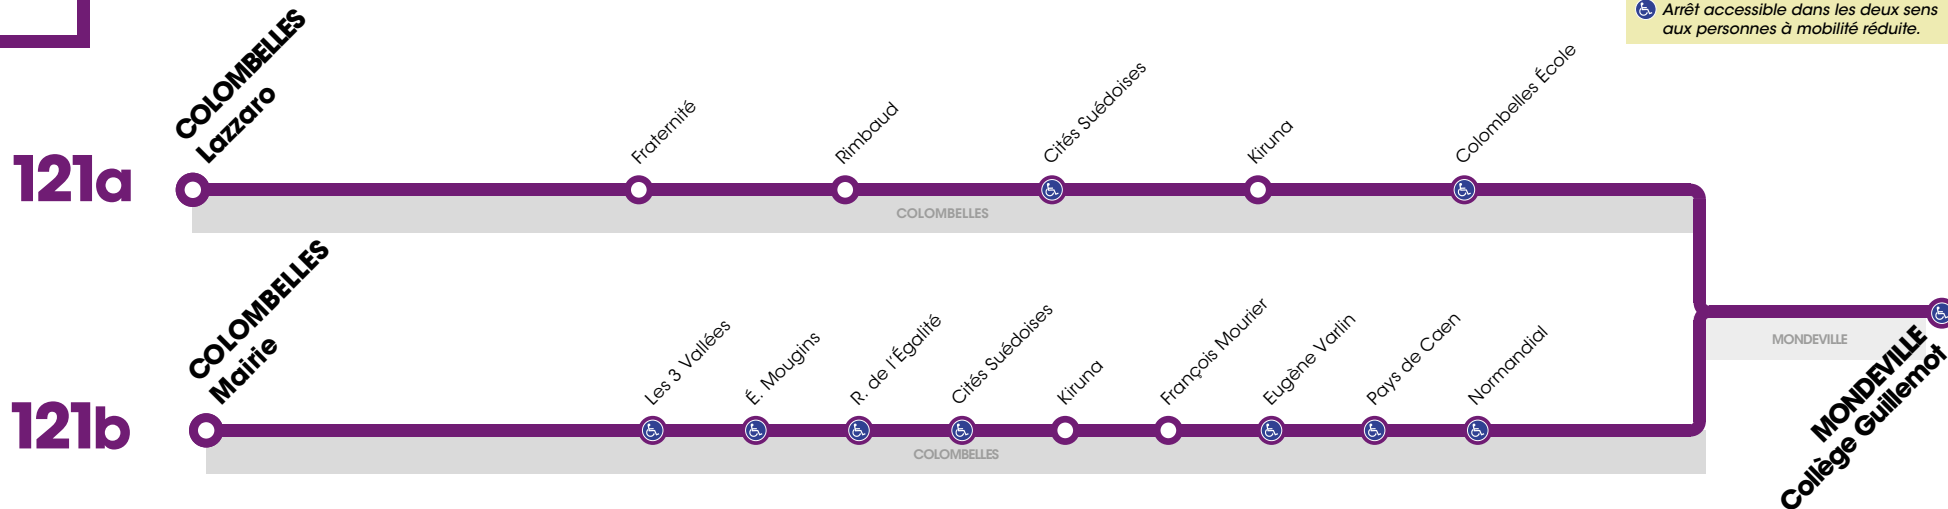 Arrêt accessible dans les deux sens
aux personnes à mobilité réduite.
121a
COLOMBELLES
Lazzaro
Fraternité
Rimbaud
Cités Suédoises
Kiruna
Colombelles École
COLOMBELLES
121b
COLOMBELLES
Mairie
Les 3 Vallées
É. Mougins
R. de l'Égalité
Cités Suédoises
Kiruna
François Mourier
Eugène Varlin
Pays de Caen
Normandial
COLOMBELLES
MONDEVILLE
MONDEVILLE
Collège Guillemot